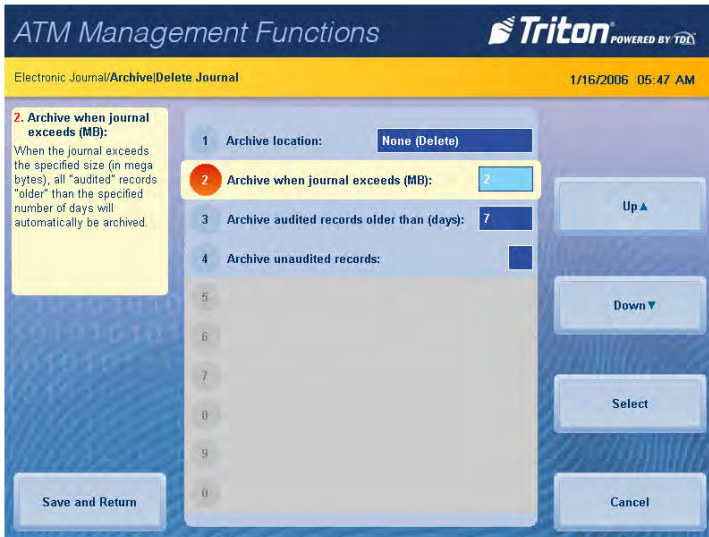 ATM Management Functions
Triton POWERED BY TDL
Electronic Journal/Archive|Delete Journal
1/16/2006 05:47 AM
2. Archive when journal
exceeds (MB):
When the journal exceeds
the specified size (in mega
bytes), all "audited" records
"older" than the specified
number of days will
automatically be archived.
1 Archive location: None (Delete)
2 Archive when journal exceeds (MB): 2
3 Archive audited records older than (days): 7
4 Archive unaudited records:
5
6
7
8
9
0
Up▲
Down▼
Select
Save and Return
Cancel